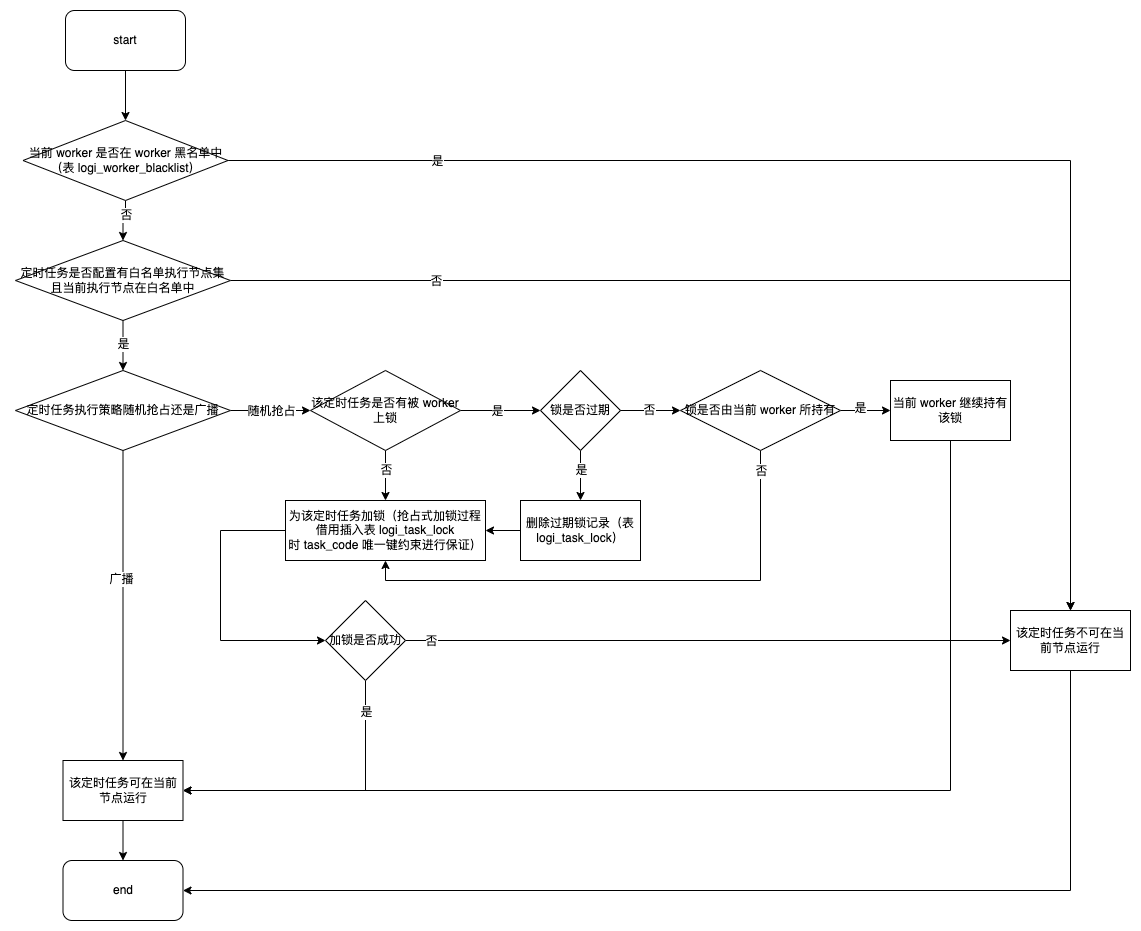 start
当前 worker 是否在 worker 黑名单中
（表 logi_worker_blacklist）
是
否
定时任务是否配置有白名单执行节点集
且当前执行节点在白名单中
否
是
定时任务执行策略随机抢占还是广播
随机抢占
该定时任务是否有被 worker
上锁
是
锁是否过期
否
锁是否由当前 worker 所持有
是
当前 worker 继续持有
该锁
否
是
否
为该定时任务加锁（抢占式加锁过程
借用插入表 logi_task_lock
时 task_code 唯一键约束进行保证）
删除过期锁记录（表
logi_task_lock）
广播
加锁是否成功
否
该定时任务不可在当
前节点运行
是
该定时任务可在当前
节点运行
end